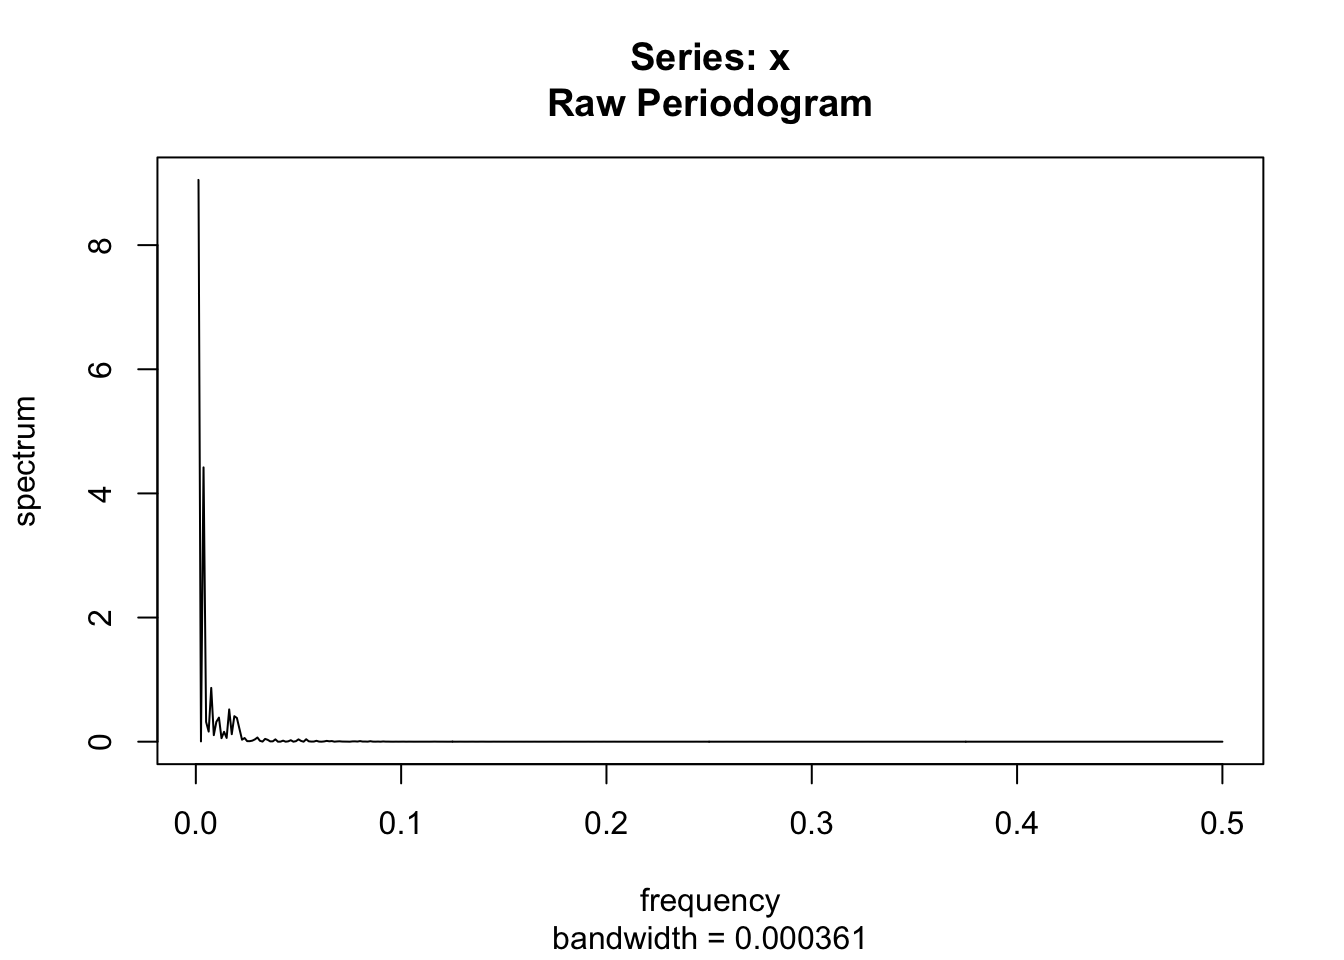 Series: x
Raw Periodogram
8
6
4
2
0
spectrum
0.0 0.1 0.2 0.3 0.4 0.5
frequency
bandwidth = 0.000361